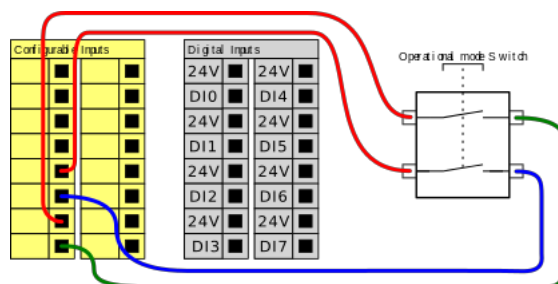 Configurable Inputs
Digital Inputs
Operational mode Switch
24V 24V
DI0 DI4
24V 24V
DI1 DI5
24V 24V
DI2 DI6
24V 24V
DI3 DI7